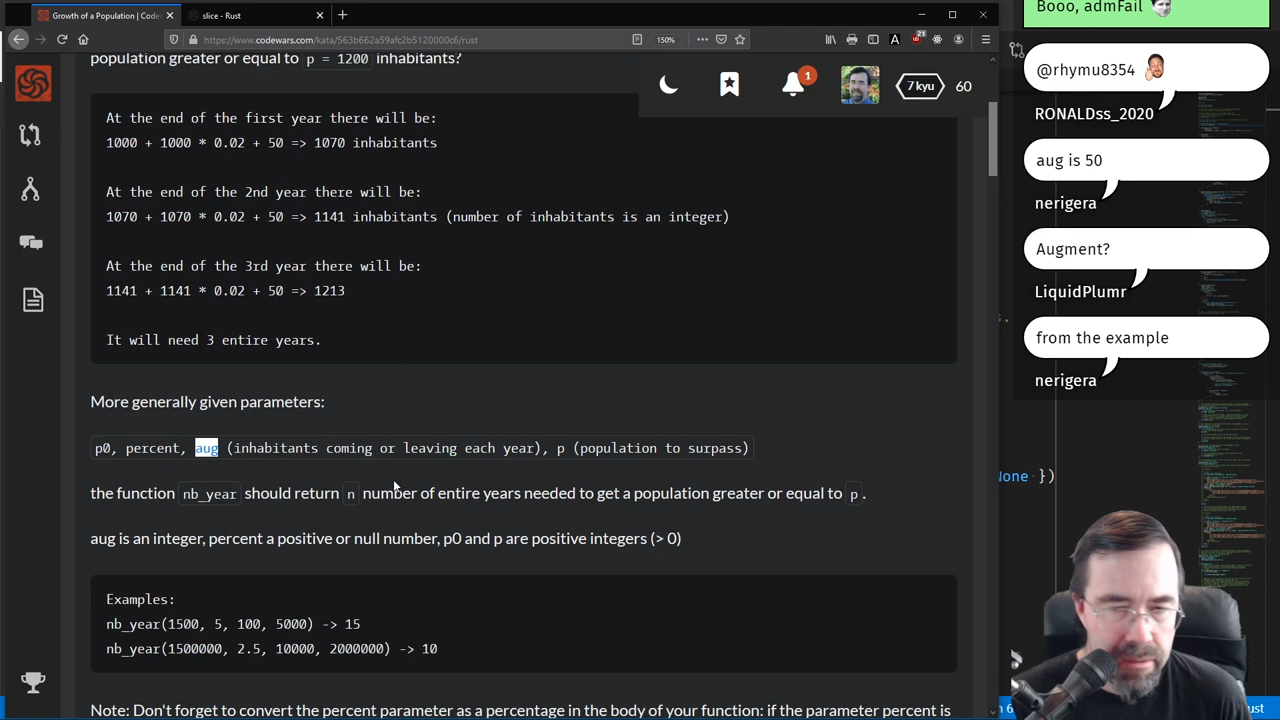 Growth of a Population | Codew
slice - Rust
https://www.codewars.com/kata/563b662a59afc2b5120000c6/rust
150%
A
21
population greater or equal to p = 1200 inhabitants?
1
7 kyu
60
At the end of the first year there will be:
1000 + 1000 * 0.02 + 50 => 1070 inhabitants
At the end of the 2nd year there will be:
1070 + 1070 * 0.02 + 50 => 1141 inhabitants (number of inhabitants is an integer)
At the end of the 3rd year there will be:
1141 + 1141 * 0.02 + 50 => 1213
It will need 3 entire years.
More generally given parameters:
p0, percent, aug (inhabitants coming or leaving each year), p (population to surpass)
the function nb_year should return n number of entire years needed to get a population greater or equal to p.
aug is an integer, percent a positive or null number, p0 and p are positive integers (> 0)
Examples:
nb_year(1500, 5, 100, 5000) -> 15
nb_year(1500000, 2.5, 10000, 2000000) -> 10
Note: Don't forget to convert the percent parameter as a percentage in the body of your function: if the parameter percent is
Booo, admFail
@rhymu8354
RONALDss_2020
aug is 50
nerigera
Augment?
LiquidPlumr
from the example
nerigera
None })